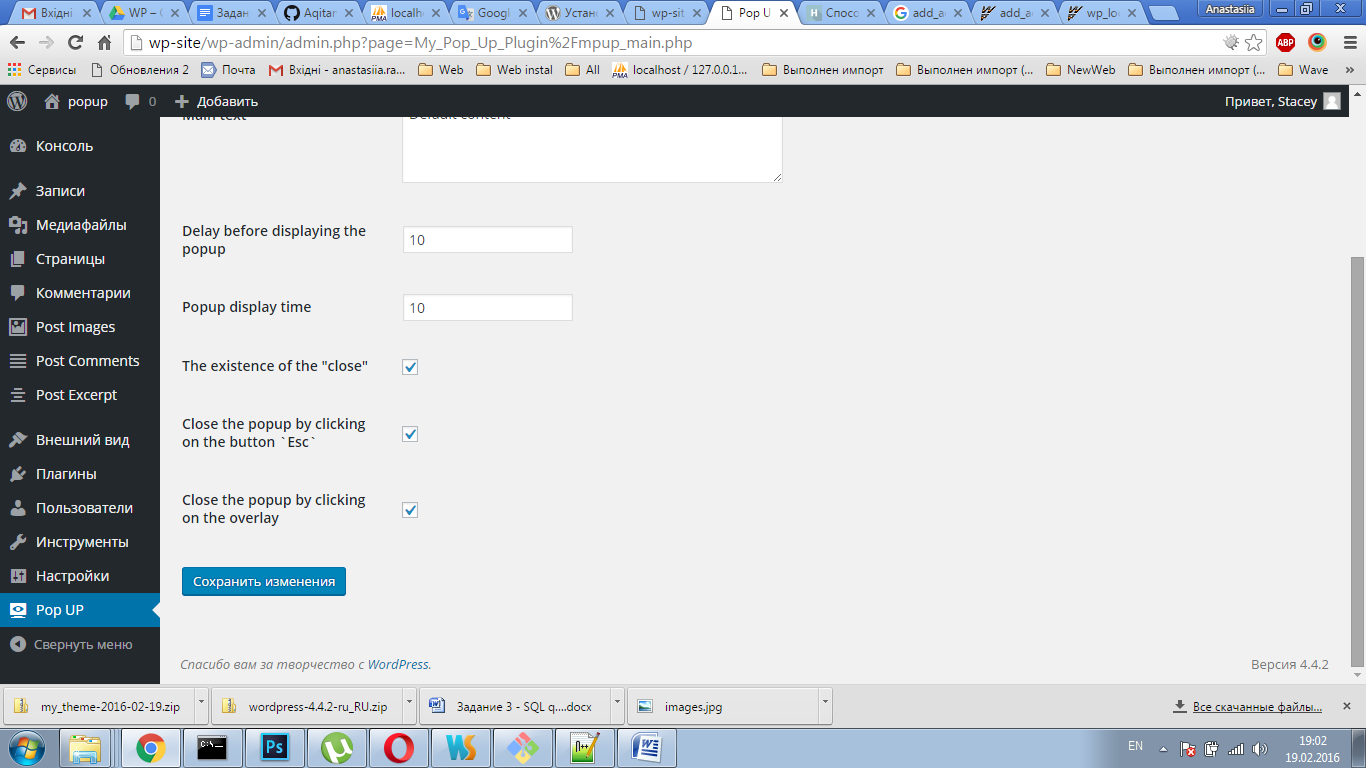 Anastasiia
Вхідні
WP – С
Задан
Aqitar
localh
Googl
Устано
wp-sit
Pop U
Спосо
add_a
add_a
wp_lo
wp-site/wp-admin/admin.php?page=My_Pop_Up_Plugin%2Fmpup_main.php
ABP
Сервисы
Обновления 2
Почта
Вхідні - anastasiia.ra...
Web
Web instal
All
localhost / 127.0.0.1...
Выполнен импорт
Выполнен импорт (...
NewWeb
Выполнен импорт (...
Wave
»
popup
0
Добавить
Привет, Stacey
Консоль
Записи
Медиафайлы
Страницы
Комментарии
Post Images
Post Comments
Post Excerpt
Внешний вид
Плагины
Пользователи
Инструменты
Настройки
Pop UP
Свернуть меню
Main text
Default content
Delay before displaying the
popup
10
Popup display time
10
The existence of the "close"
Close the popup by clicking
on the button `Esc`
Close the popup by clicking
on the overlay
Сохранить изменения
Спасибо вам за творчество с WordPress.
Версия 4.4.2
my_theme-2016-02-19.zip
wordpress-4.4.2-ru_RU.zip
Задание 3 - SQL q....docx
images.jpg
Все скачанные файлы...
EN
19:02
19.02.2016